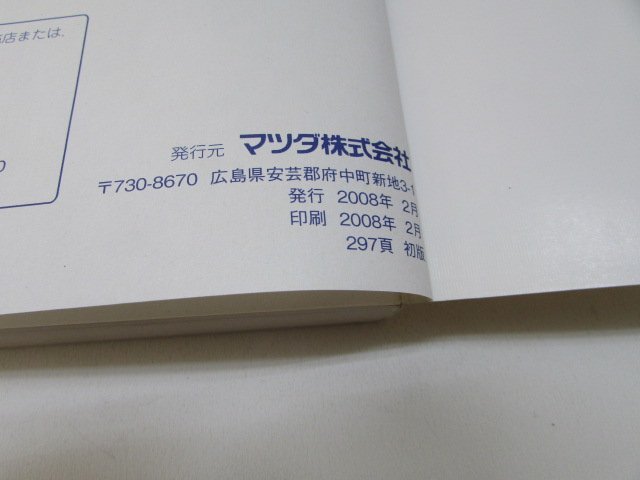 店または、
0
発行元 マツダ株式会社
〒730-8670 広島県安芸郡府中町新地3-1
発行 2008年 2月
印刷 2008年 2月
297頁 初版